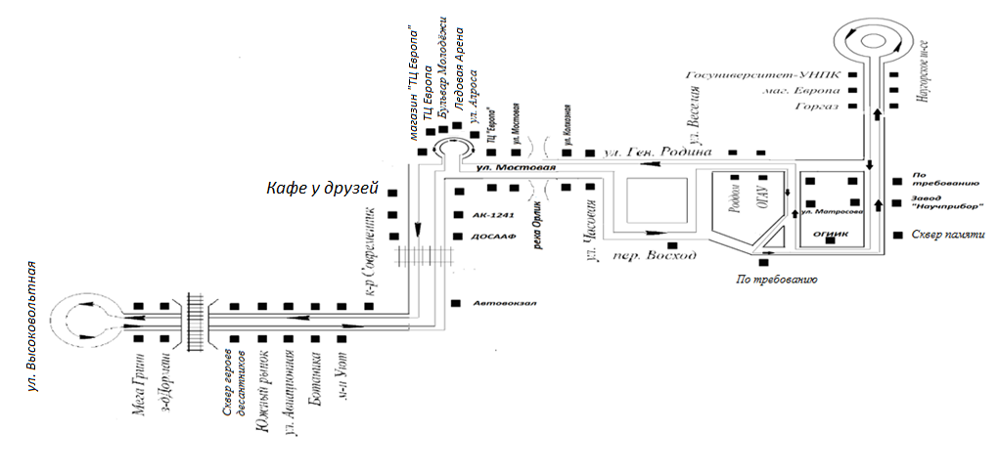 магазин "ТЦ Европа"
ТЦ Европа
Бульвар Молодёжи
Ледовая Арена
ул. Алроса
ТЦ "Европа"
ул. Мостовая
ул. Колхозная
ул. Веселая
Госуниверситет-УНПК
маг. Европа
Горгаз
Наугорское ш-се
ул. Ген. Родина
ул. Мостовая
Кафе у друзей
к-р Современник
АК-1241
ДОСААФ
река Орлик
ул. Часовая
пер. Восход
Роддом
ОГАУ
ул. Матросова
ОГИИК
По
требованию
Завод
"Научприбор"
Сквер памяти
По требованию
Автовокзал
ул. Высоковольтная
Мега Гринн
з-дДормаш
Сквер героев
десантников
Южный рынок
ул. Авиационная
Ботаника
м-н Уют